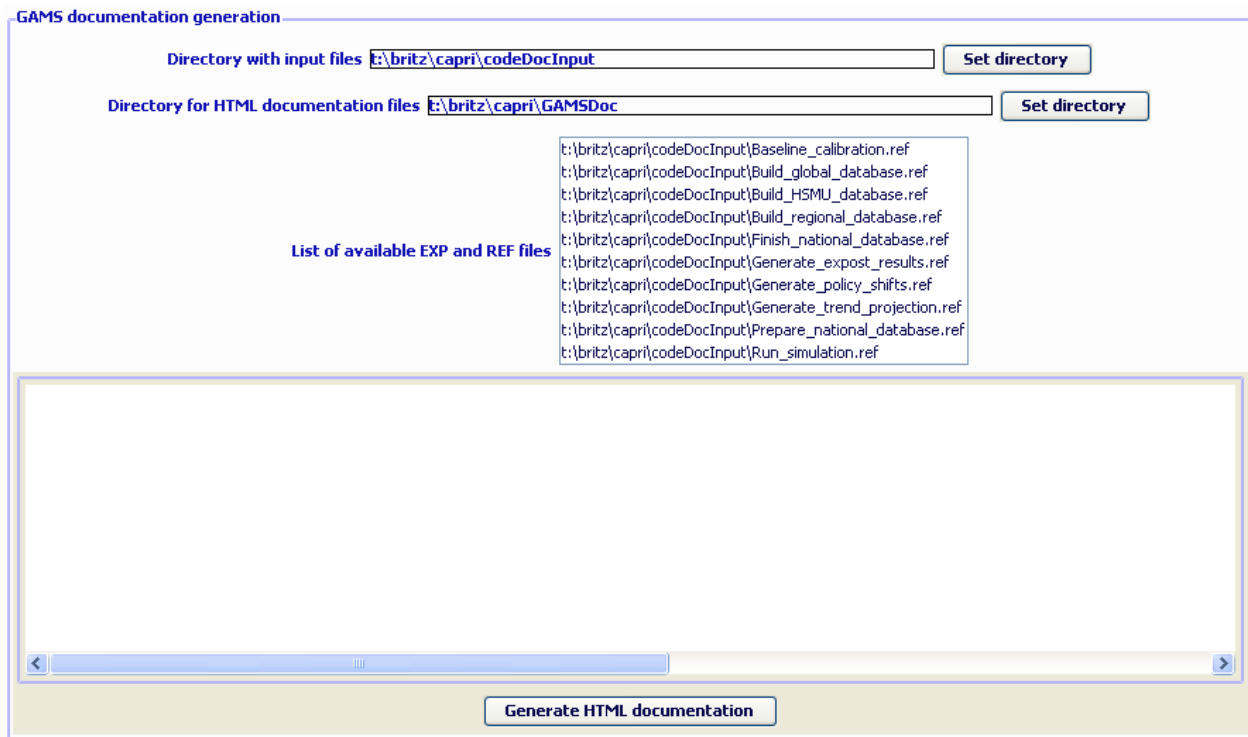 GAMS documentation generation
Directory with input files t:\britz\capri\codeDocInput Set directory
Directory for HTML documentation files t:\britz\capri\GAMSDoc Set directory
t:\britz\capri\codeDocInput\Baseline_calibration.ref
t:\britz\capri\codeDocInput\Build_global_database.ref
t:\britz\capri\codeDocInput\Build_HSMU_database.ref
t:\britz\capri\codeDocInput\Build_regional_database.ref
List of available EXP and REF files t:\britz\capri\codeDocInput\Finish_national_database.ref
t:\britz\capri\codeDocInput\Generate_expost_results.ref
t:\britz\capri\codeDocInput\Generate_policy_shifts.ref
t:\britz\capri\codeDocInput\Generate_trend_projection.ref
t:\britz\capri\codeDocInput\Prepare_national_database.ref
t:\britz\capri\codeDocInput\Run_simulation.ref
Generate HTML documentation